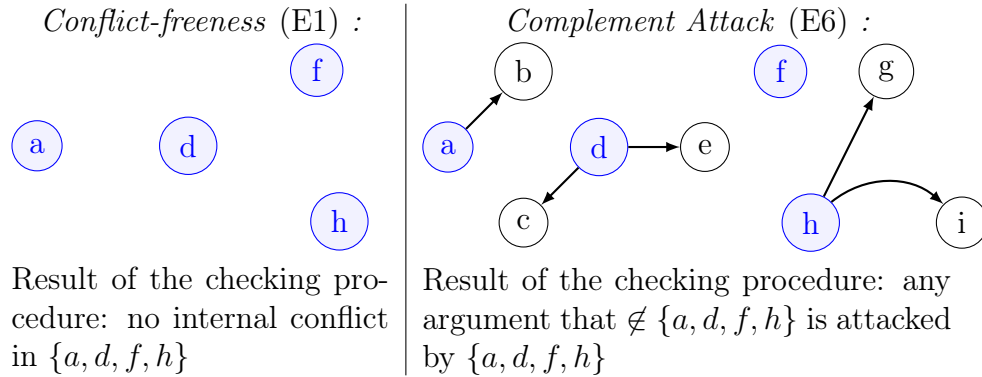 Conflict-freeness (E1) :
f
a
d
h
Result of the checking pro-
cedure: no internal conflict
in {a, d, f, h}
Complement Attack (E6) :
b
f
g
a
d
e
c
h
i
Result of the checking procedure: any
argument that ∉ {a, d, f, h} is attacked
by {a, d, f, h}